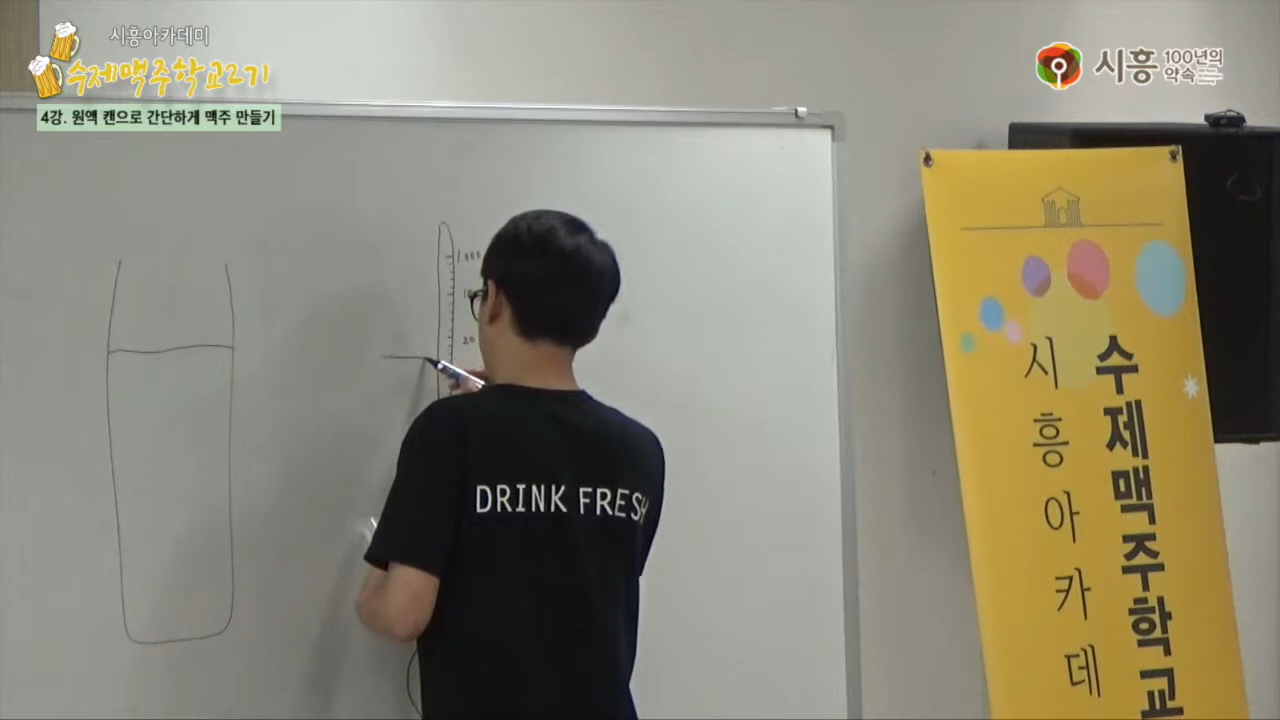 시흥아카데미
수제맥주학교2기
4강. 원액 캔으로 간단하게 맥주 만들기
시흥 100년의 약속
1000
20
DRINK FRESH
수제맥주학교
시흥아카데